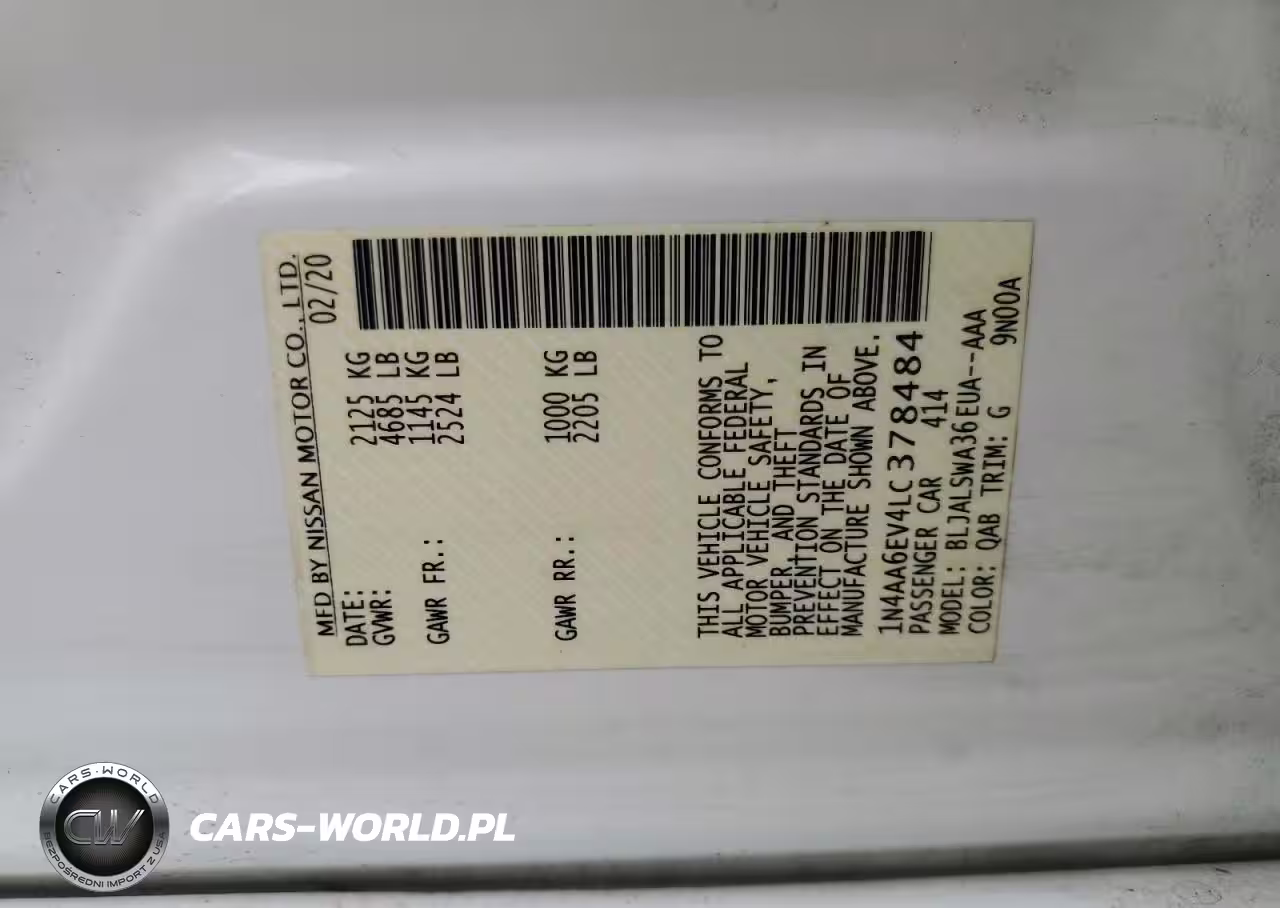 MFD BY NISSAN MOTOR CO., LTD.
DATE: 02/20
GVWR: 2125 KG
4685 LB
GAWR FR.: 1145 KG
2524 LB
GAWR RR.: 1000 KG
2205 LB
THIS VEHICLE CONFORMS TO
ALL APPLICABLE FEDERAL
MOTOR VEHICLE SAFETY,
BUMPER, AND THEFT
PREVENTION STANDARDS IN
EFFECT ON THE DATE OF
MANUFACTURE SHOWN ABOVE.
1N4AA6EV4LC378484
PASSENGER CAR 414
MODEL: BLJALSWA36EUA--AAA
COLOR: QAB TRIM: G 9N00A
CARS-WORLD
CW
BEZPOŚREDNI IMPORT Z USA
CARS-WORLD.PL